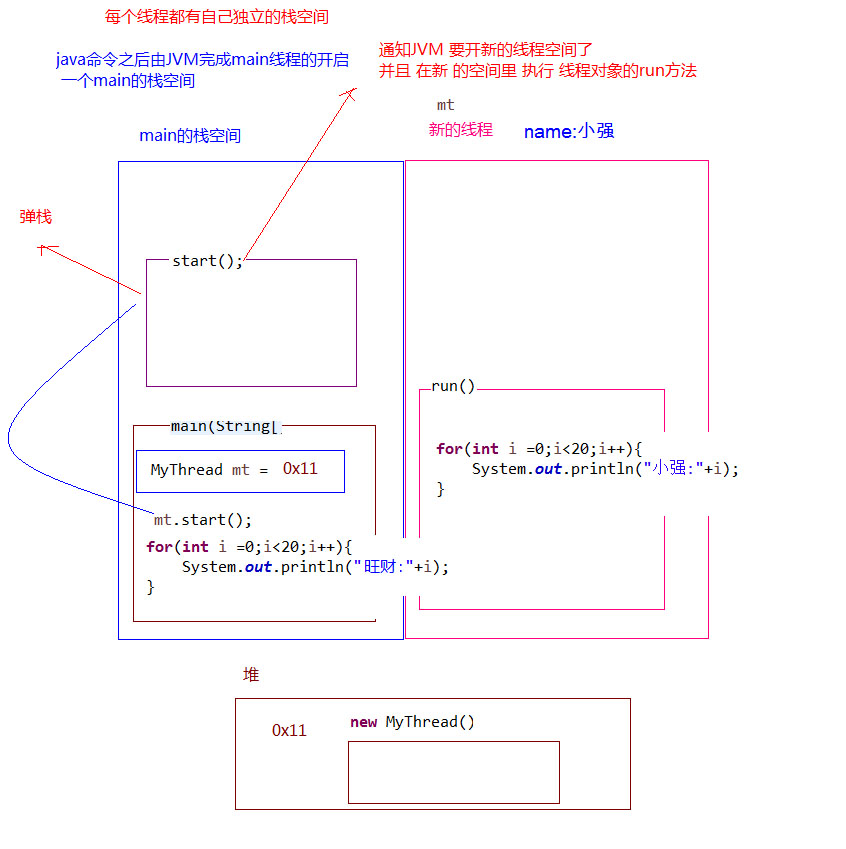 每个线程都有自己独立的栈空间
java命令之后由JVM完成main线程的开启
一个main的栈空间
通知JVM 要开新的线程空间了
并且 在新 的空间里 执行 线程对象的run方法
mt
新的线程 name:小强
main的栈空间
弹栈
start();
run()
for(int i =0;i<20;i++){
System.out.println("小强:"+i);
}
main(String[
MyThread mt = 0x11
mt.start();
for(int i =0;i<20;i++){
System.out.println("旺财:"+i);
}
堆
0x11 new MyThread()